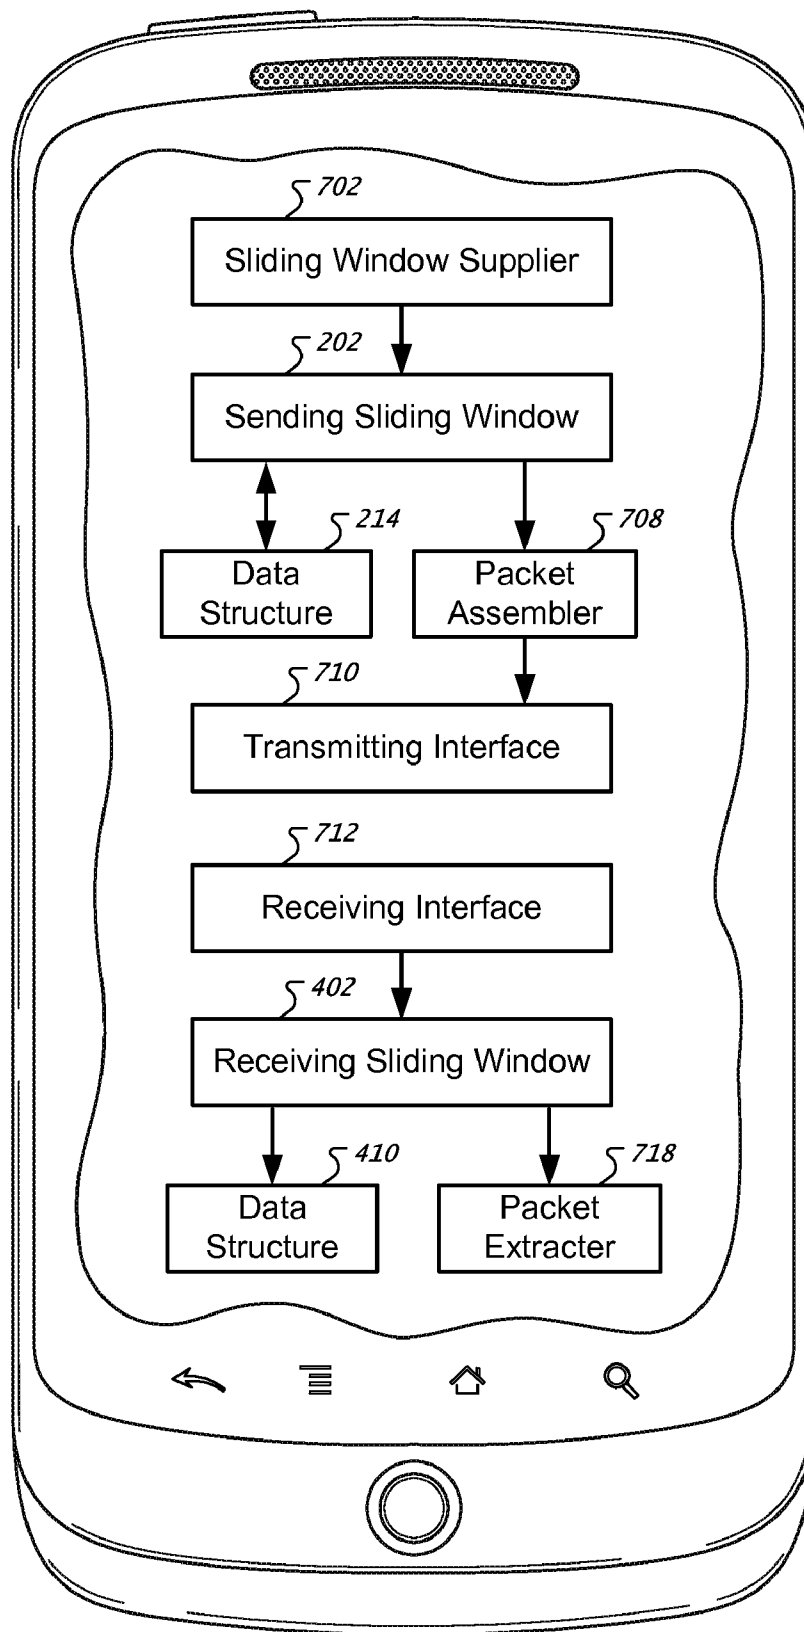 702
Sliding Window Supplier
202
Sending Sliding Window
214
Data
Structure
708
Packet
Assembler
710
Transmitting Interface
712
Receiving Interface
402
Receiving Sliding Window
410
Data
Structure
718
Packet
Extracter